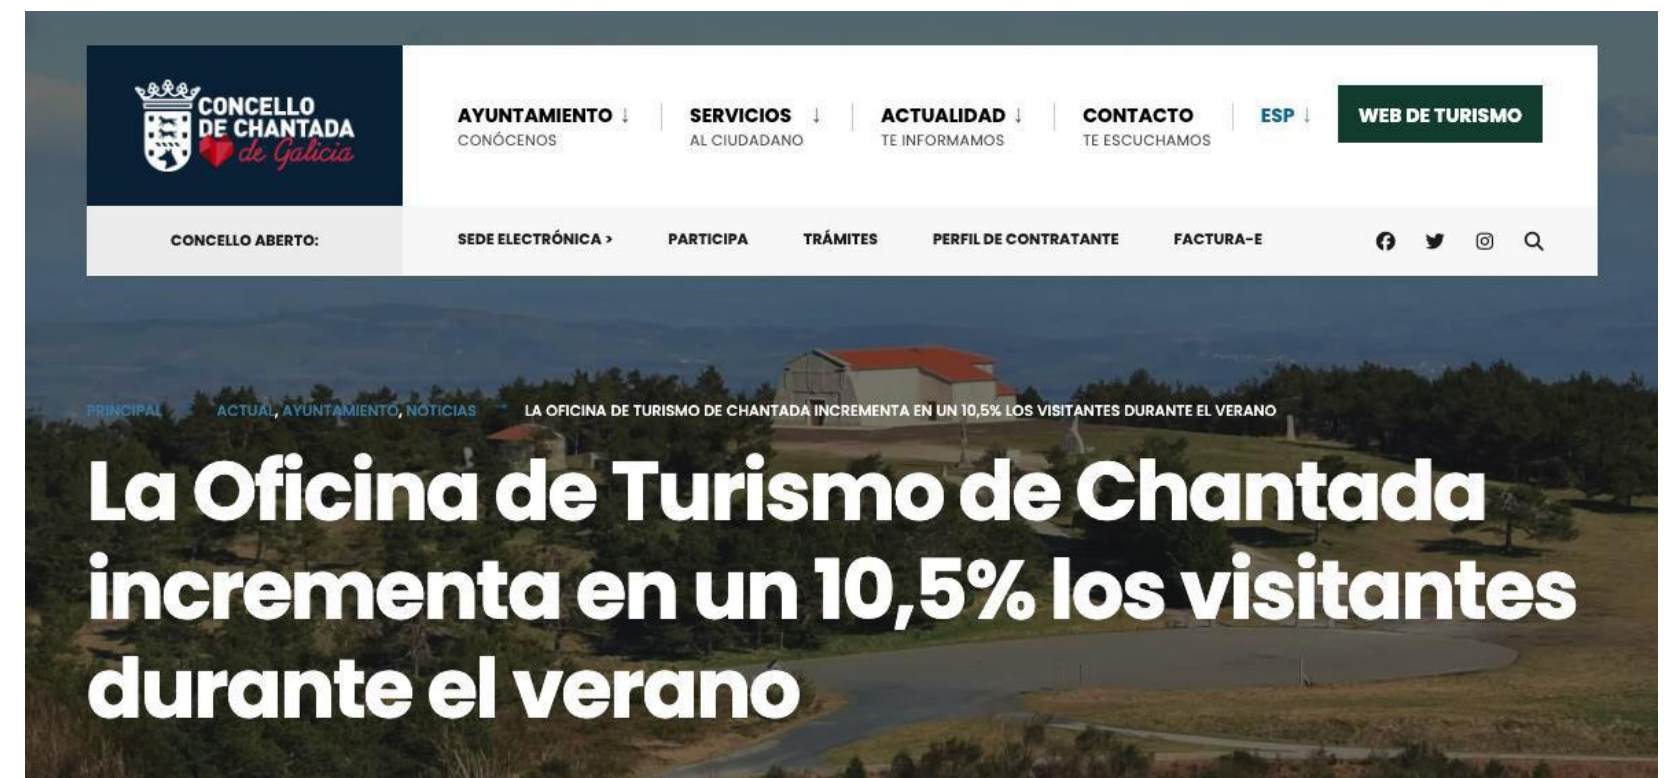 CONCELLO
DE CHANTADA
de Galicia
AYUNTAMIENTO ↓
CONÓCENOS
SERVICIOS ↓
AL CIUDADANO
ACTUALIDAD ↓
TE INFORMAMOS
CONTACTO
TE ESCUCHAMOS
ESP ↓
WEB DE TURISMO
CONCELLO ABERTO:
SEDE ELECTRÓNICA >
PARTICIPA
TRÁMITES
PERFIL DE CONTRATANTE
FACTURA-E
PRINCIPAL
ACTUAL, AYUNTAMIENTO, NOTICIAS
LA OFICINA DE TURISMO DE CHANTADA INCREMENTA EN UN 10,5% LOS VISITANTES DURANTE EL VERANO
La Oficina de Turismo de Chantada
incrementa en un 10,5% los visitantes
durante el verano